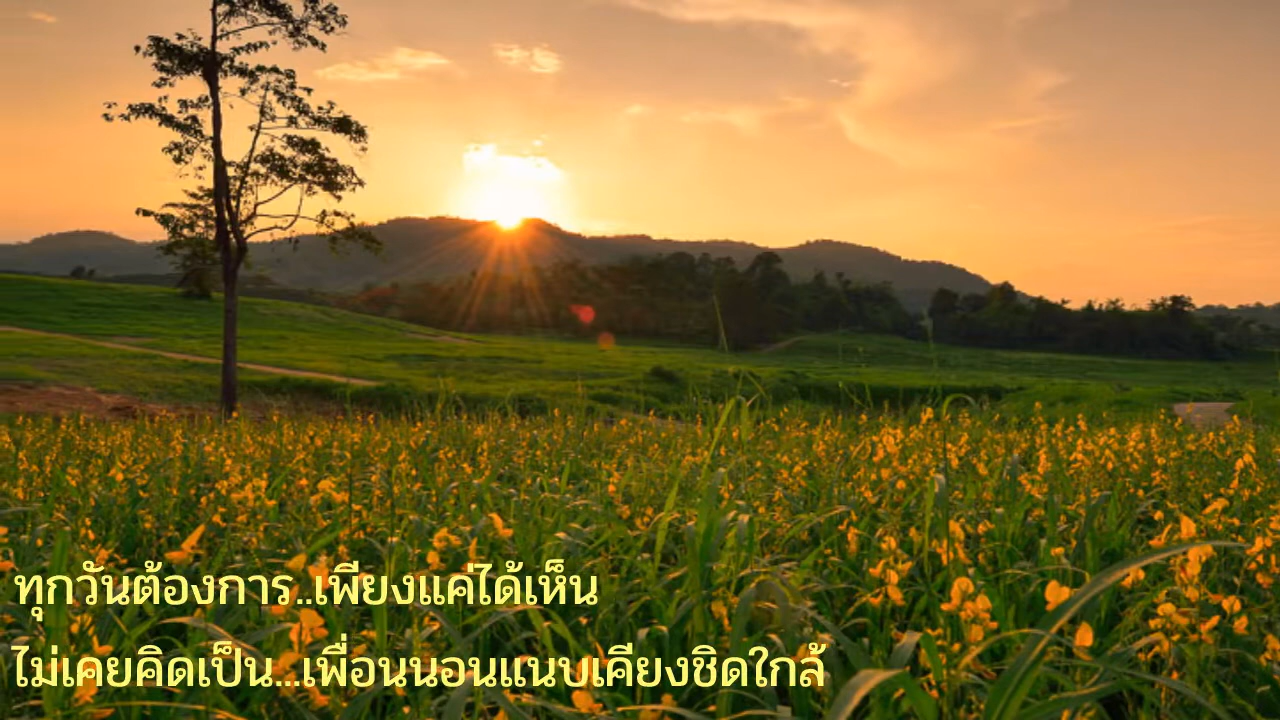 ทุกวันต้องการ..เพียงแค่ได้เห็น
ไม่เคยคิดเป็น...เพื่อนนอนแนบเคียงชิดใกล้